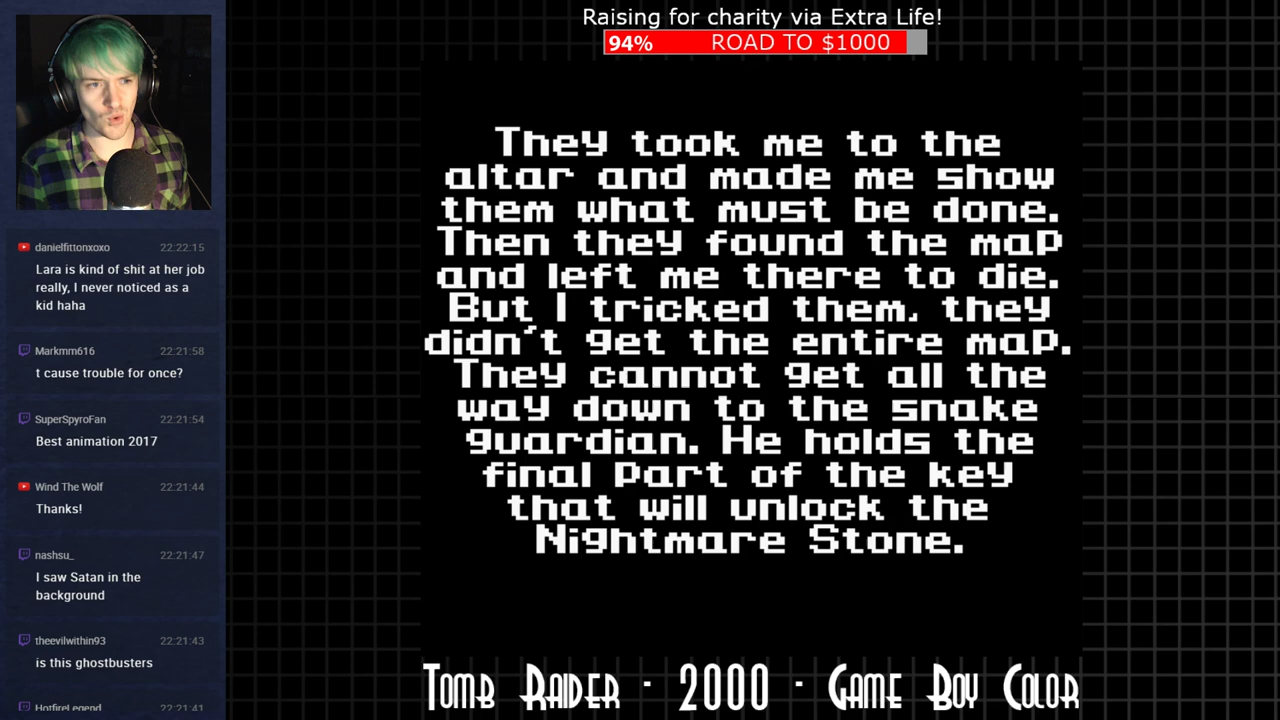 Raising for charity via Extra Life!
94% ROAD TO $1000
They took me to the
altar and made me show
them what must be done.
Then they found the map
and left me there to die.
But I tricked them, they
didn't get the entire map.
They cannot get all the
way down to the snake
guardian. He holds the
final part of the key
that will unlock the
Nightmare Stone.
Tomb Raider - 2000 - Game Boy Color
danielfittonxoxo 22:22:15
Lara is kind of shit at her job
really, I never noticed as a
kid haha
Markmm616 22:21:58
t cause trouble for once?
SuperSpyroFan 22:21:54
Best animation 2017
Wind The Wolf 22:21:44
Thanks!
nashsu_ 22:21:47
I saw Satan in the
background
theevilwithin93 22:21:43
is this ghostbusters
HotfireLegend 22:21:41